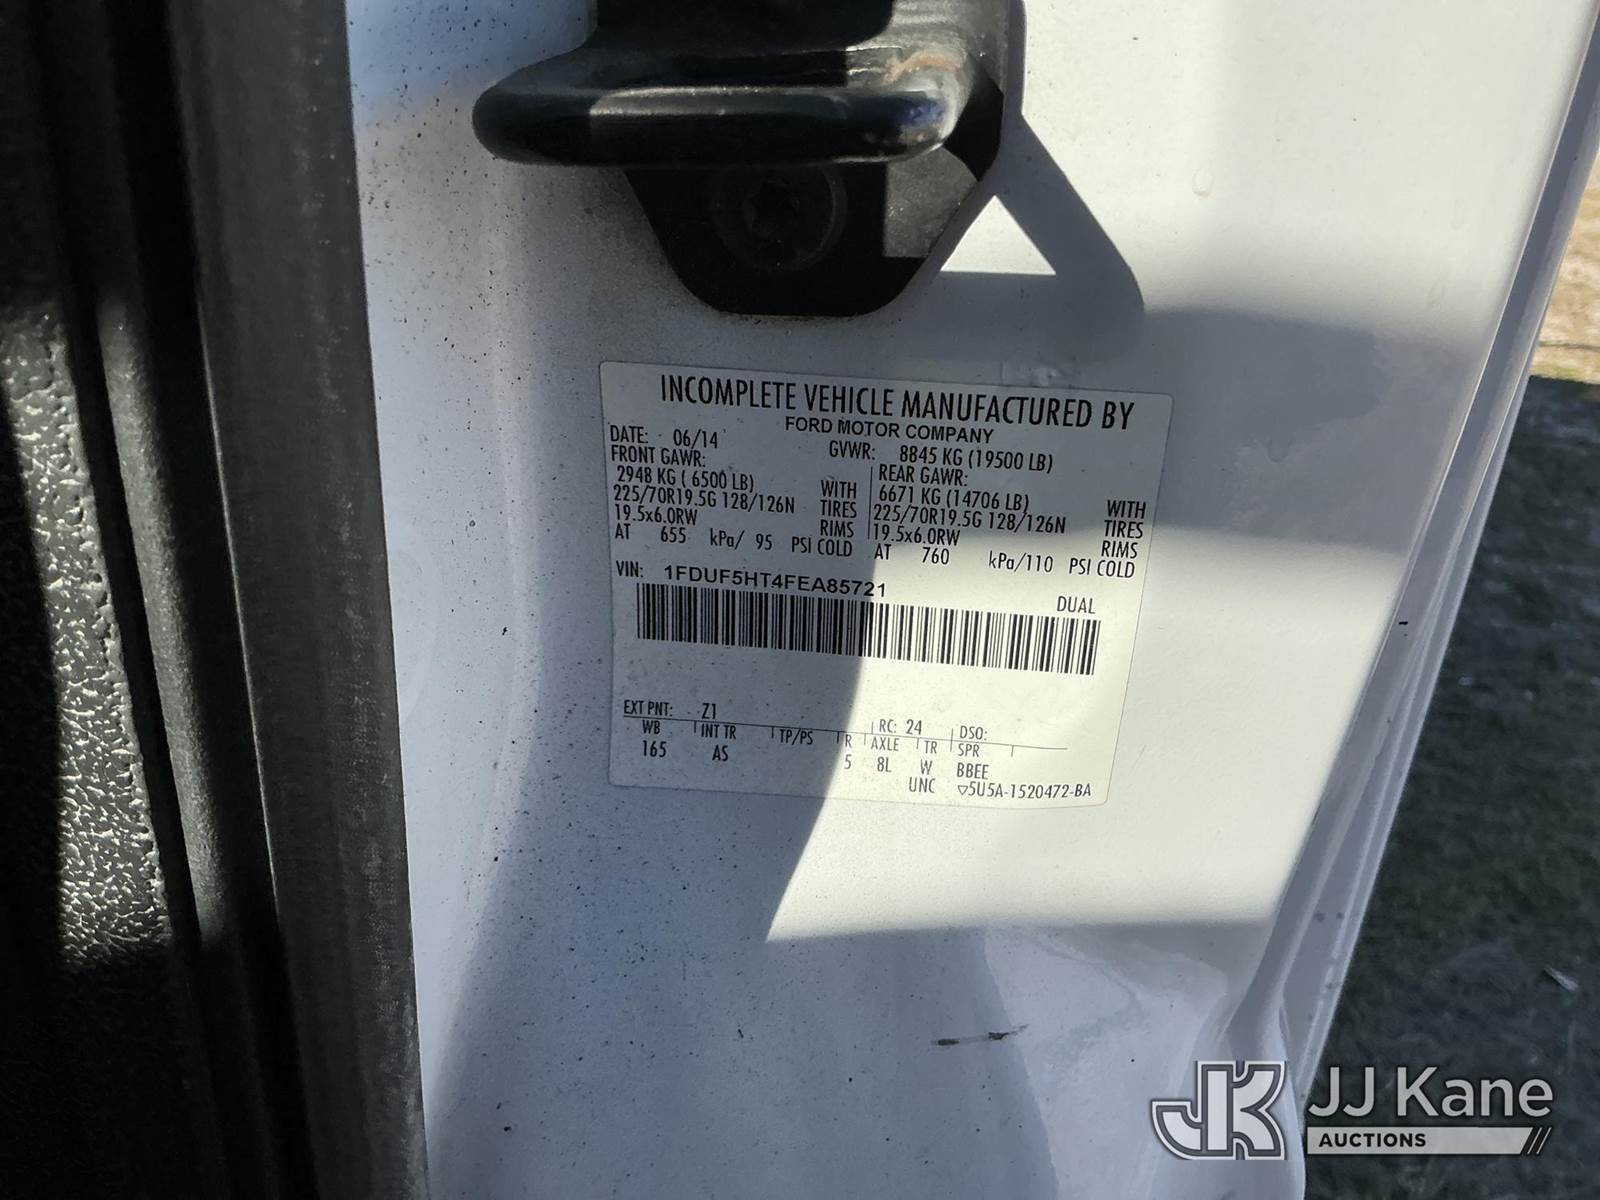 INCOMPLETE VEHICLE MANUFACTURED BY
FORD MOTOR COMPANY
DATE: 06/14 GVWR: 8845 KG (19500 LB)
FRONT GAWR: REAR GAWR:
2948 KG ( 6500 LB) WITH 6671 KG (14706 LB) WITH
225/70R19.5G 128/126N TIRES 225/70R19.5G 128/126N TIRES
19.5x6.0RW RIMS 19.5x6.0RW RIMS
AT 655 kPa/ 95 PSI COLD AT 760 kPa/110 PSI COLD
VIN: 1FDUF5HT4FEA85721
DUAL
EXT PNT: Z1 RC: 24 DSO:
WB INT TR TP/PS R AXLE TR SPR
165 AS 5 8L W BBEE
UNC ▽5U5A-1520472-BA
JK JJ Kane
AUCTIONS